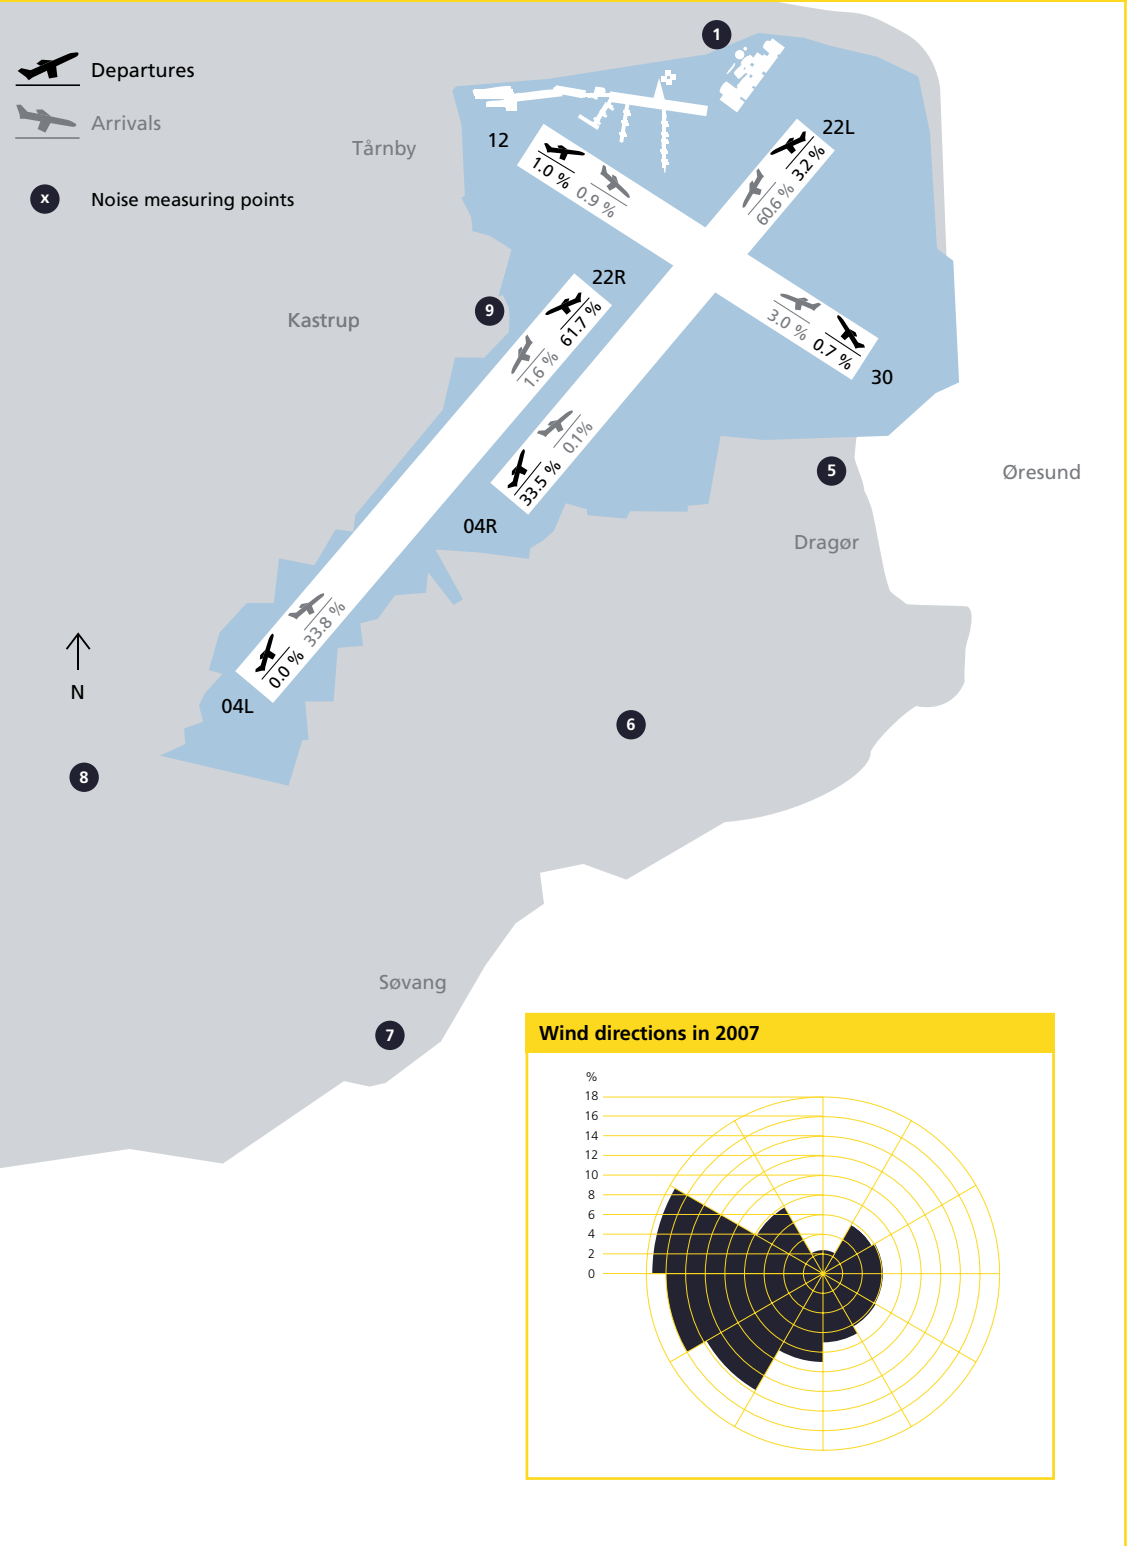 1
Departures
12
22L
Arrivals
Tårnby
1.0 %
0.9 %
3.2 %
60.6 %
x
Noise measuring points
22R
9
Kastrup
61.7 %
1.6 %
3.0 %
0.7 %
30
0.1%
33.5 %
5
Øresund
04R
Dragør
33.8 %
0.0 %
N
04L
6
8
Søvang
7
Wind directions in 2007
%
18
16
14
12
10
8
6
4
2
0